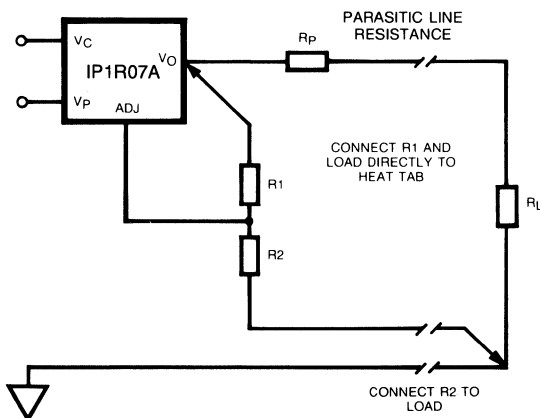 PARASITIC LINE
RESISTANCE
VC
VO
RP
IP1R07A
VP
ADJ
CONNECT R1 AND
LOAD DIRECTLY TO
HEAT TAB
R1
RL
R2
CONNECT R2 TO
LOAD